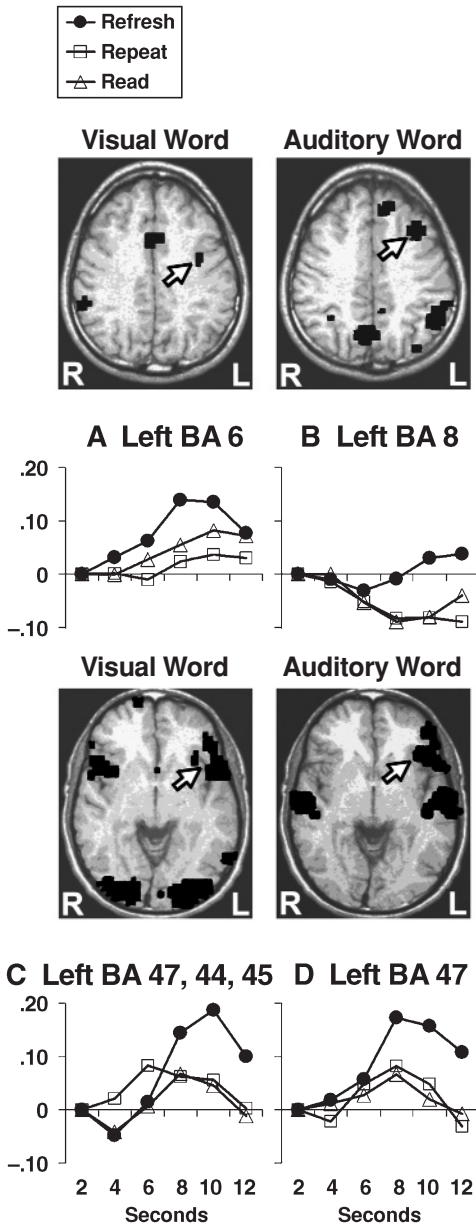 Refresh
Repeat
Read
Visual Word Auditory Word
R L R L
A Left BA 6 B Left BA 8
.20
.10
0
–.10
Visual Word Auditory Word
R L R L
C Left BA 47, 44, 45 D Left BA 47
.20
.10
0
–.10
2 4 6 8 10 12 2 4 6 8 10 12
Seconds Seconds